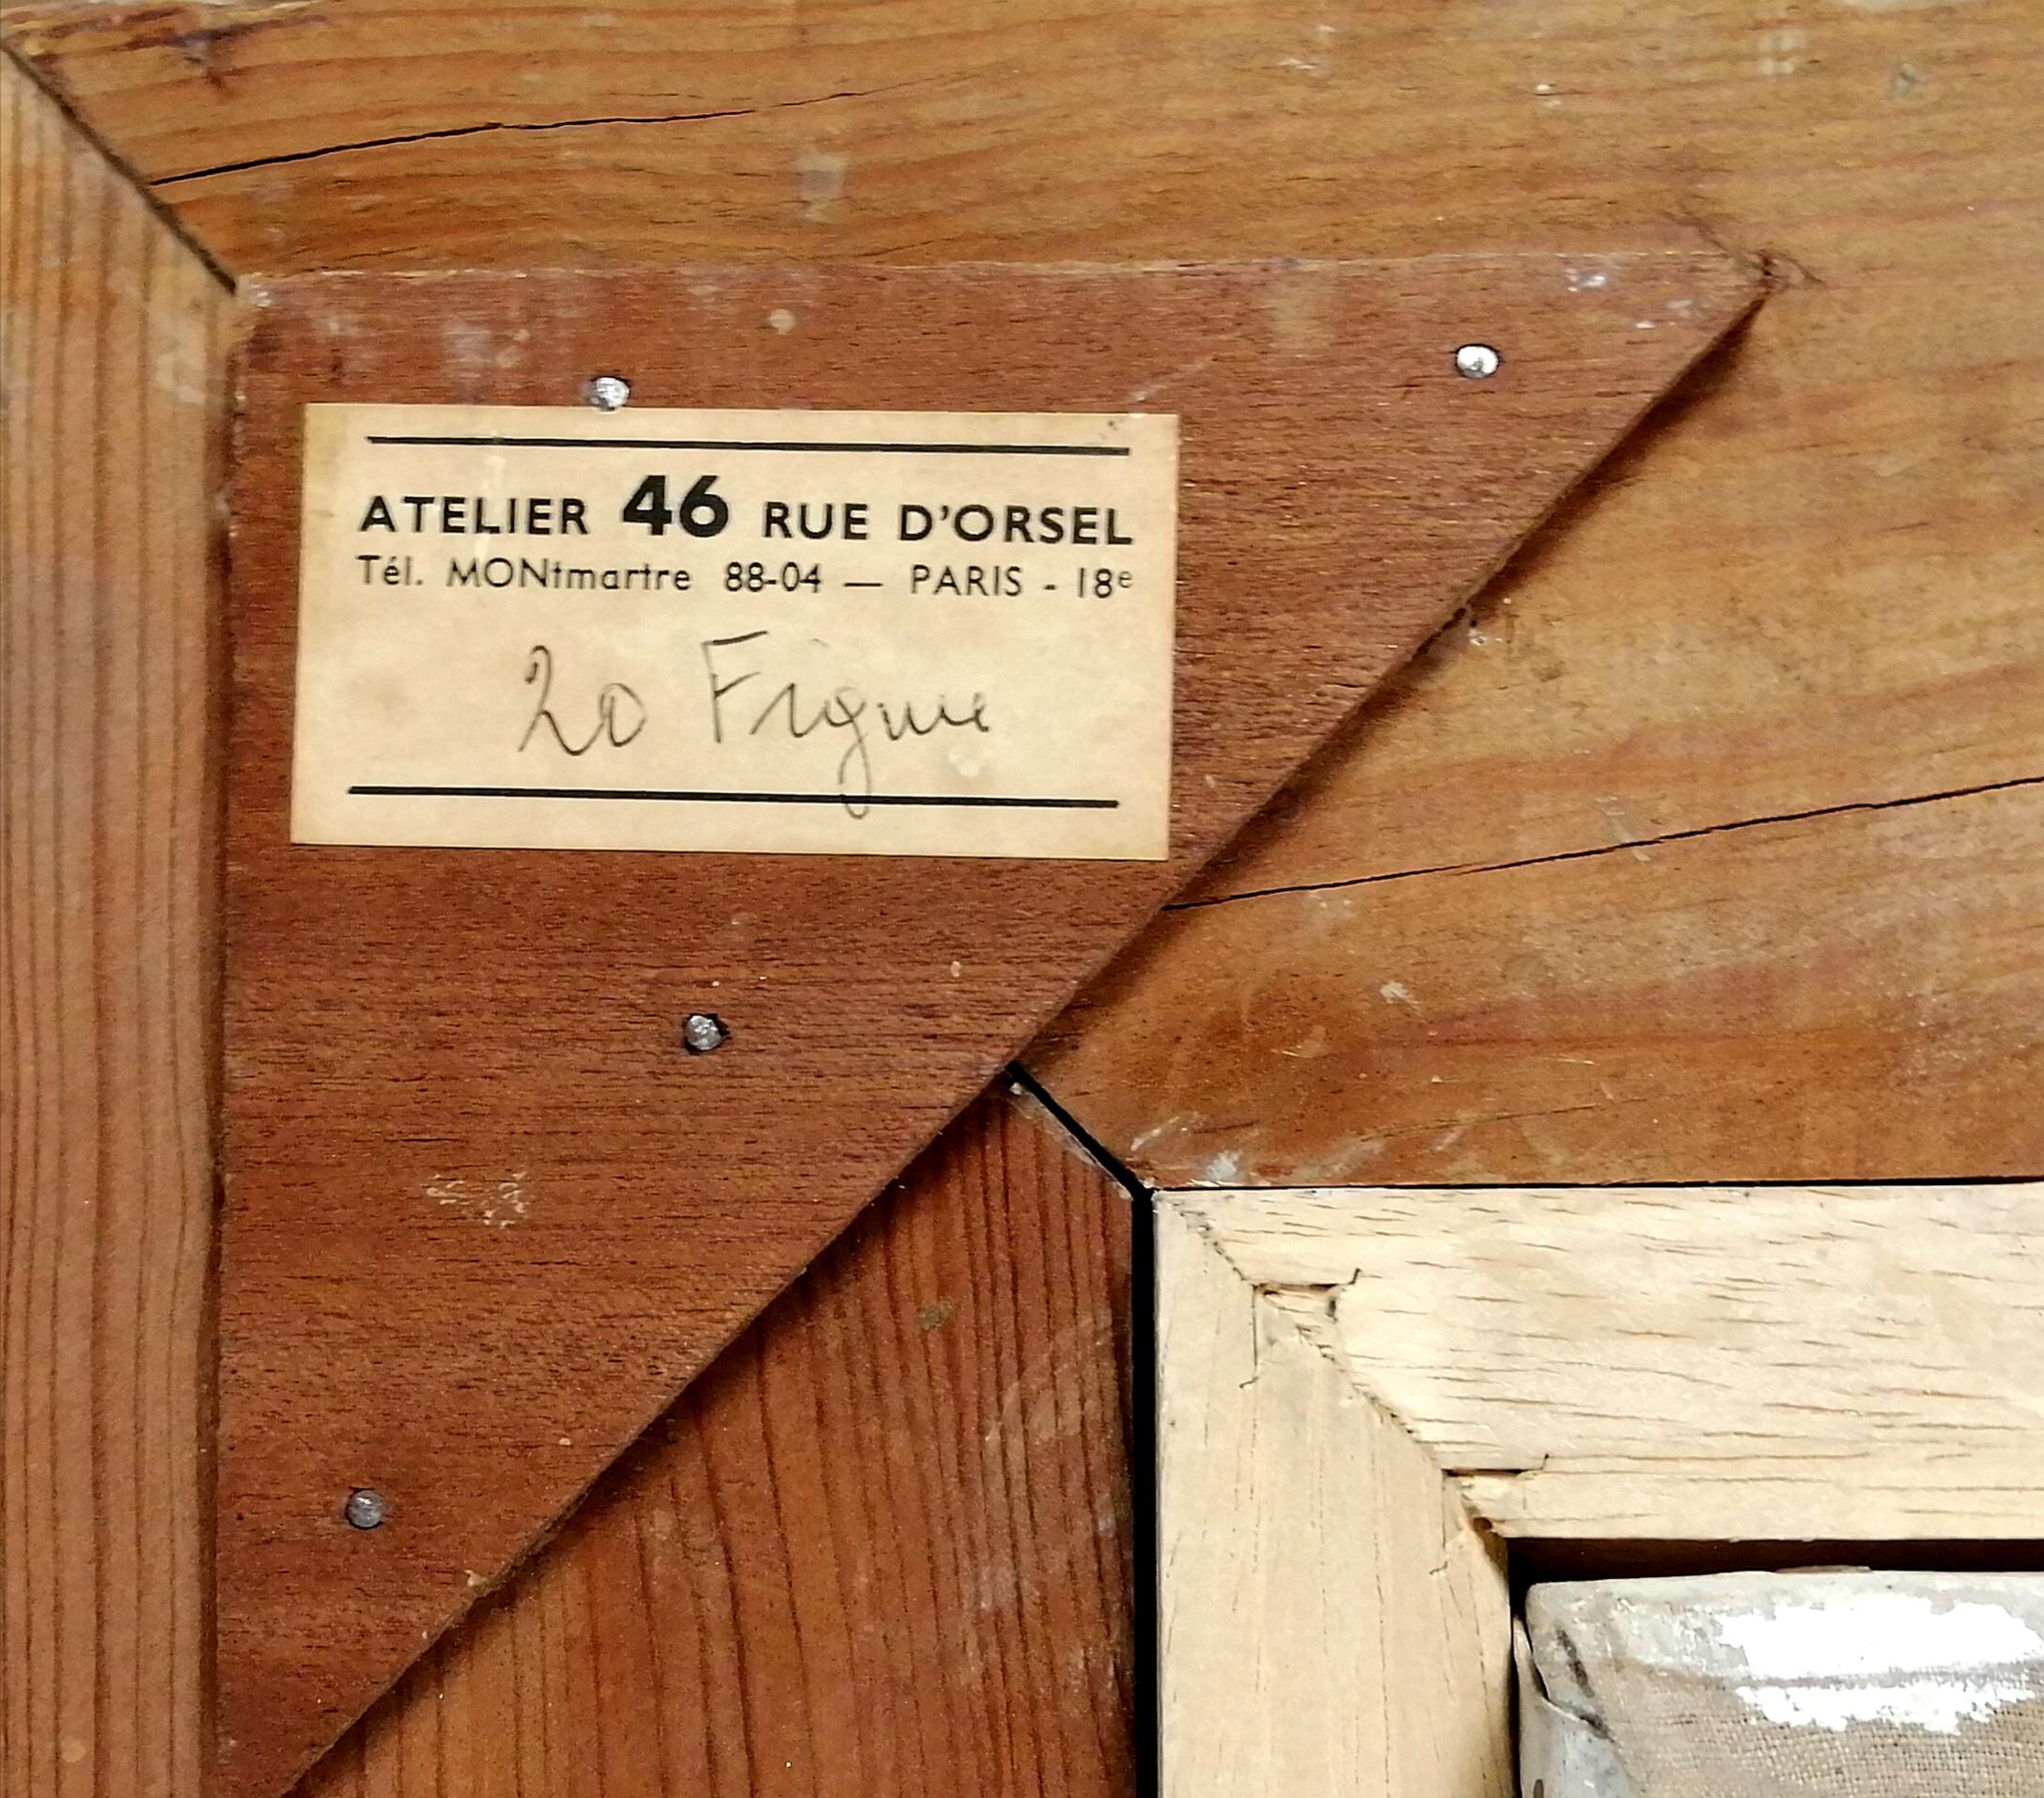 ATELIER 46 RUE D'ORSEL
Tél. MONtmartre 88-04 — PARIS - 18e
20 Figure